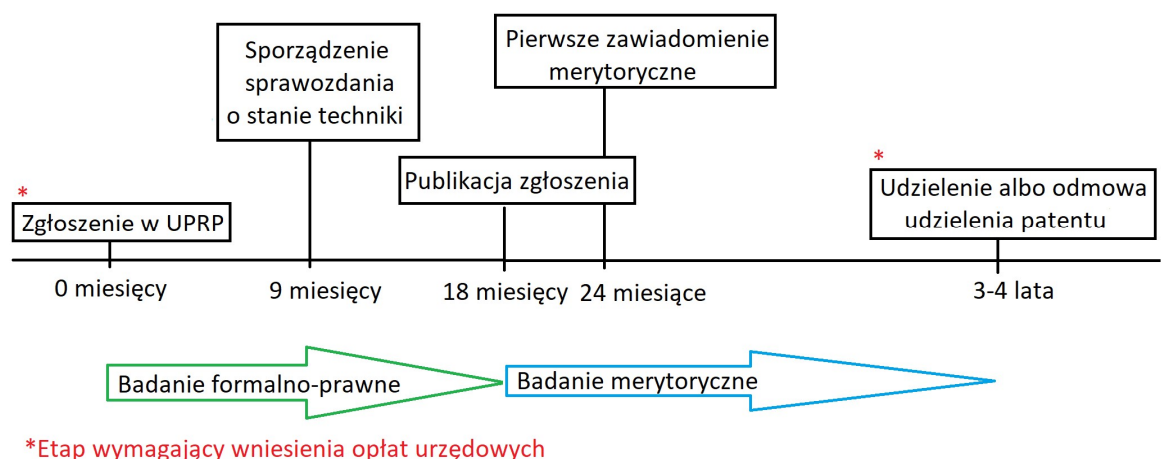 Sporządzenie
sprawozdania
o stanie techniki
Pierwsze zawiadomienie
merytoryczne
Publikacja zgłoszenia
*
Zgłoszenie w UPRP
*
Udzielenie albo odmowa
udzielenia patentu
0 miesięcy
9 miesięcy
18 miesięcy
24 miesiące
3-4 lata
Badanie formalno-prawne
Badanie merytoryczne
*Etap wymagający wniesienia opłat urzędowych